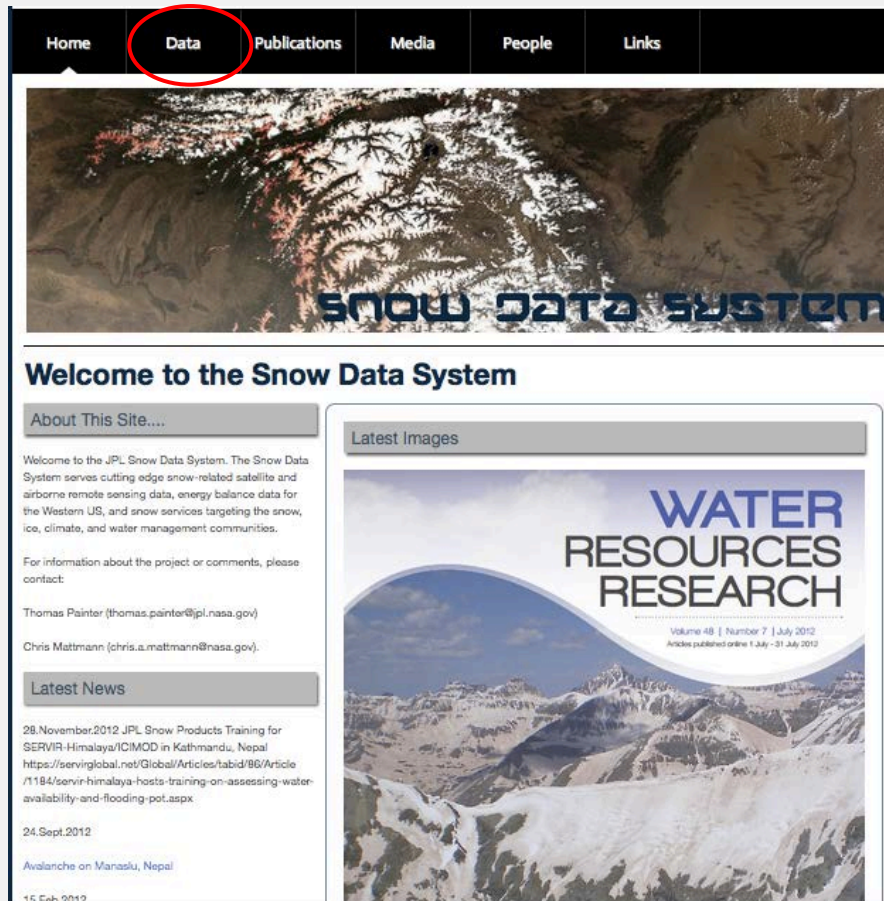 Home Data Publications Media People Links
SNOW DATA SYSTEM
Welcome to the Snow Data System
About This Site....
Welcome to the JPL Snow Data System. The Snow Data
System serves cutting edge snow-related satellite and
airborne remote sensing data, energy balance data for
the Western US, and snow services targeting the snow,
ice, climate, and water management communities.
For information about the project or comments, please
contact:
Thomas Painter (thomas.painter@jpl.nasa.gov)
Chris Mattmann (chris.a.mattmann@nasa.gov).
Latest News
28.November.2012 JPL Snow Products Training for
SERVIR-Himalaya/ICIMOD in Kathmandu, Nepal
https://servirglobal.net/Global/Articles/tabid/86/Article
/1184/servir-himalaya-hosts-training-on-assessing-water-
availability-and-flooding-pot.aspx
24.Sept.2012
Avalanche on Manaslu, Nepal
15.Feb.2012
Latest Images
WATER
RESOURCES
RESEARCH
Volume 48 | Number 7 | July 2012
Articles published online 1 July - 31 July 2012